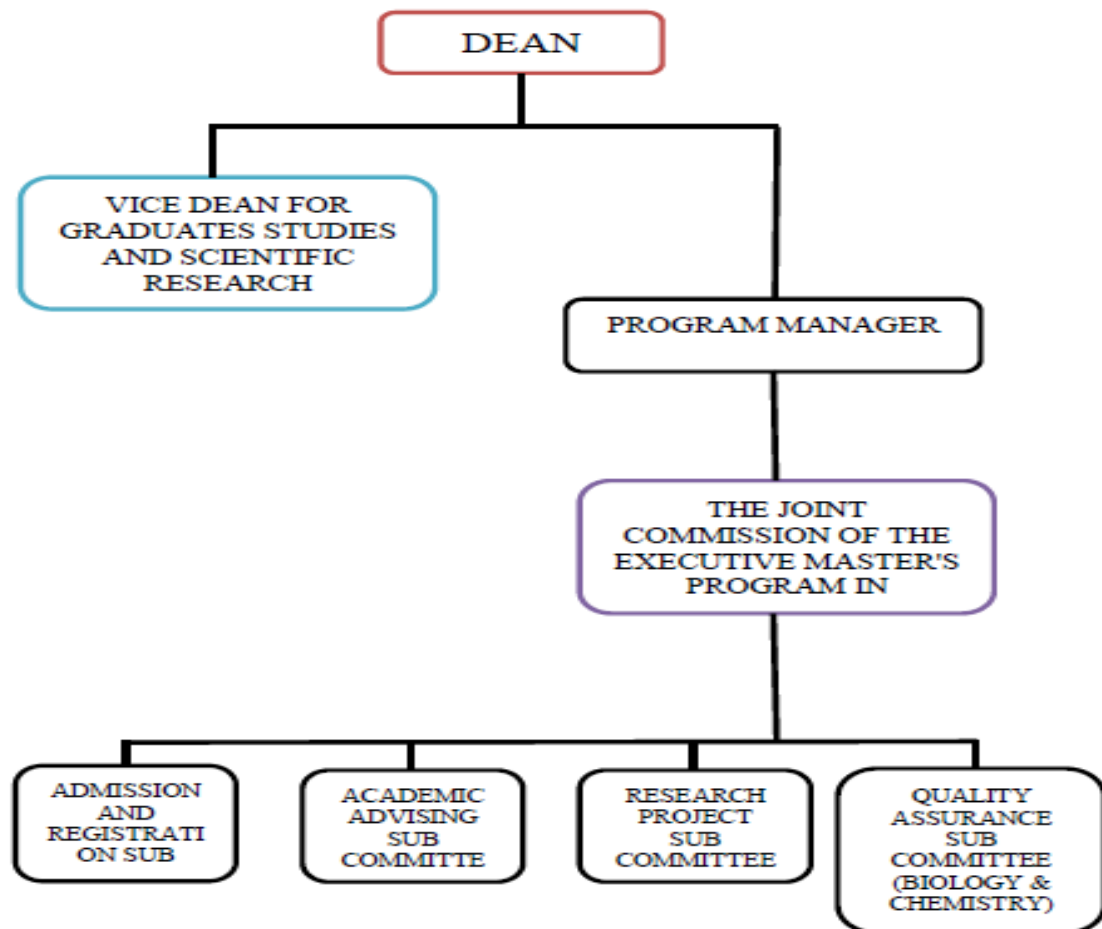 DEAN
VICE DEAN FOR
GRADUATES STUDIES
AND SCIENTIFIC
RESEARCH
PROGRAM MANAGER
THE JOINT
COMMISSION OF THE
EXECUTIVE MASTER'S
PROGRAM IN
ADMISSION
AND
REGISTRATI
ON SUB
ACADEMIC
ADVISING
SUB
COMMITTE
RESEARCH
PROJECT
SUB
COMMITTEE
QUALITY
ASSURANCE
SUB
COMMITTEE
(BIOLOGY &
CHEMISTRY)